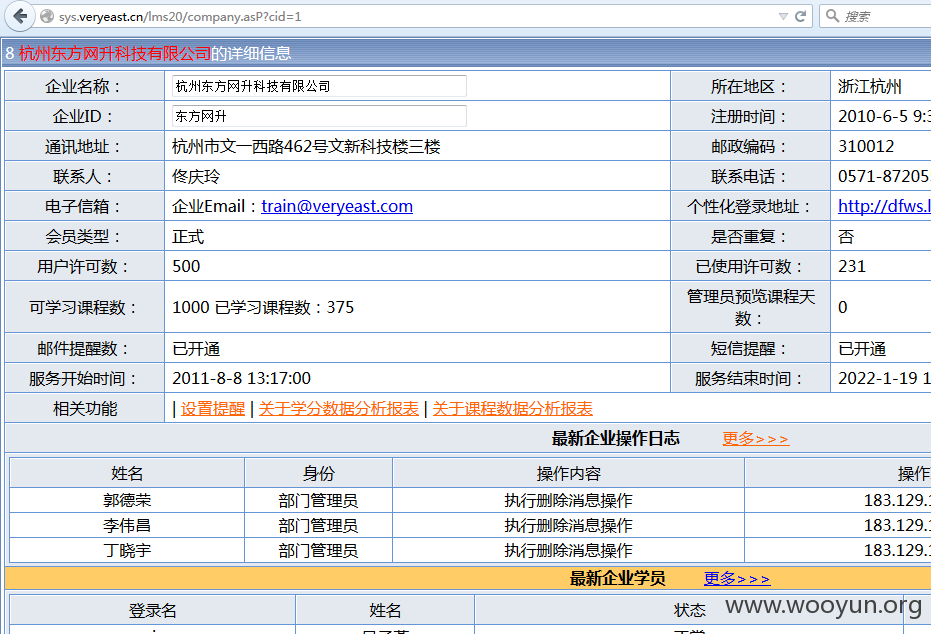 sys.veryeast.cn/lms20/company.asP?cid=1 搜索
8 杭州东方网升科技有限公司的详细信息
企业名称： 杭州东方网升科技有限公司 所在地区： 浙江杭州
企业ID： 东方网升 注册时间： 2010-6-5 9:3
通讯地址： 杭州市文一西路462号文新科技楼三楼 邮政编码： 310012
联系人： 佟庆玲 联系电话： 0571-87205
电子信箱： 企业Email：train@veryeast.com 个性化登录地址： http://dfws.l
会员类型： 正式 是否重复： 否
用户许可数： 500 已使用许可数： 231
可学习课程数： 1000 已学习课程数：375 管理员预览课程天数： 0
邮件提醒数： 已开通 短信提醒： 已开通
服务开始时间： 2011-8-8 13:17:00 服务结束时间： 2022-1-19 1
相关功能 | 设置提醒 | 关于学分数据分析报表 | 关于课程数据分析报表
最新企业操作日志 更多>>>
姓名 身份 操作内容 操作
郭德荣 部门管理员 执行删除消息操作 183.129.1
李伟昌 部门管理员 执行删除消息操作 183.129.1
丁晓宇 部门管理员 执行删除消息操作 183.129.1
最新企业学员 更多>>>
登录名 姓名 状态
www.wooyun.org